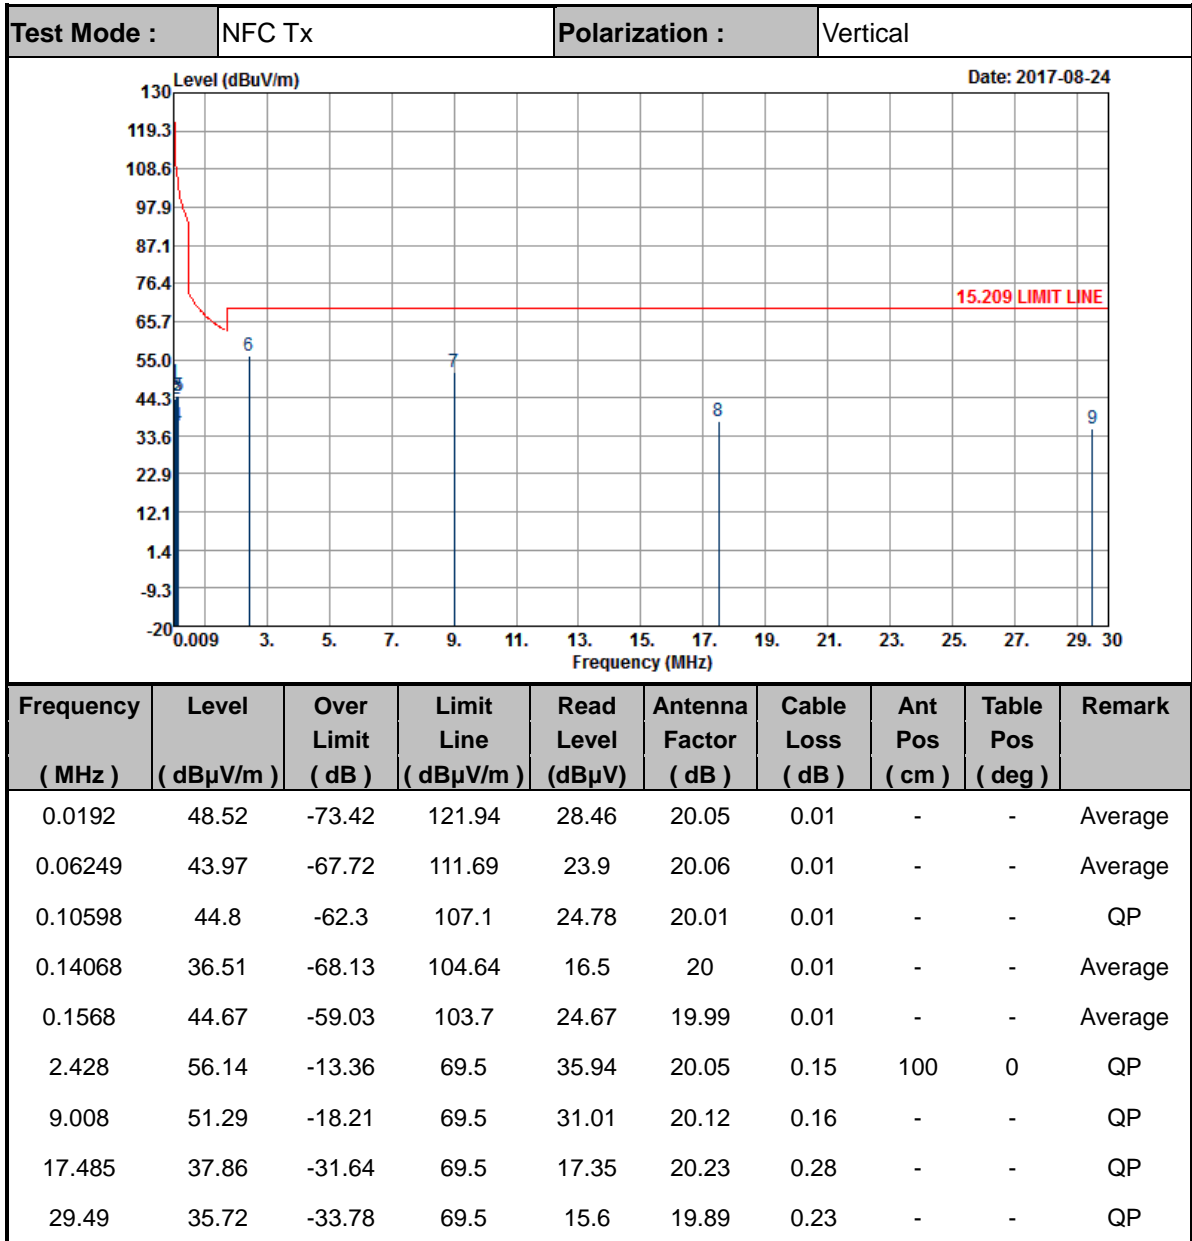 Test Mode : NFC Tx Polarization : Vertical
Level (dBuV/m) Date: 2017-08-24
130
119.3
108.6
97.9
87.1
76.4
15.209 LIMIT LINE
65.7
6
55.0 7
44.3
8
9
33.6
22.9
12.1
1.4
-9.3
-20
0.009 3. 5. 7. 9. 11. 13. 15. 17. 19. 21. 23. 25. 27. 29. 30
Frequency (MHz)
Frequency Level Over Limit Read Antenna Cable Ant Table Remark
Limit Line Level Factor Loss Pos Pos
( MHz ) ( dBµV/m ) ( dB ) ( dBµV/m ) (dBµV) ( dB ) ( dB ) ( cm ) ( deg )
0.0192 48.52 -73.42 121.94 28.46 20.05 0.01 - - Average
0.06249 43.97 -67.72 111.69 23.9 20.06 0.01 - - Average
0.10598 44.8 -62.3 107.1 24.78 20.01 0.01 - - QP
0.14068 36.51 -68.13 104.64 16.5 20 0.01 - - Average
0.1568 44.67 -59.03 103.7 24.67 19.99 0.01 - - Average
2.428 56.14 -13.36 69.5 35.94 20.05 0.15 100 0 QP
9.008 51.29 -18.21 69.5 31.01 20.12 0.16 - - QP
17.485 37.86 -31.64 69.5 17.35 20.23 0.28 - - QP
29.49 35.72 -33.78 69.5 15.6 19.89 0.23 - - QP